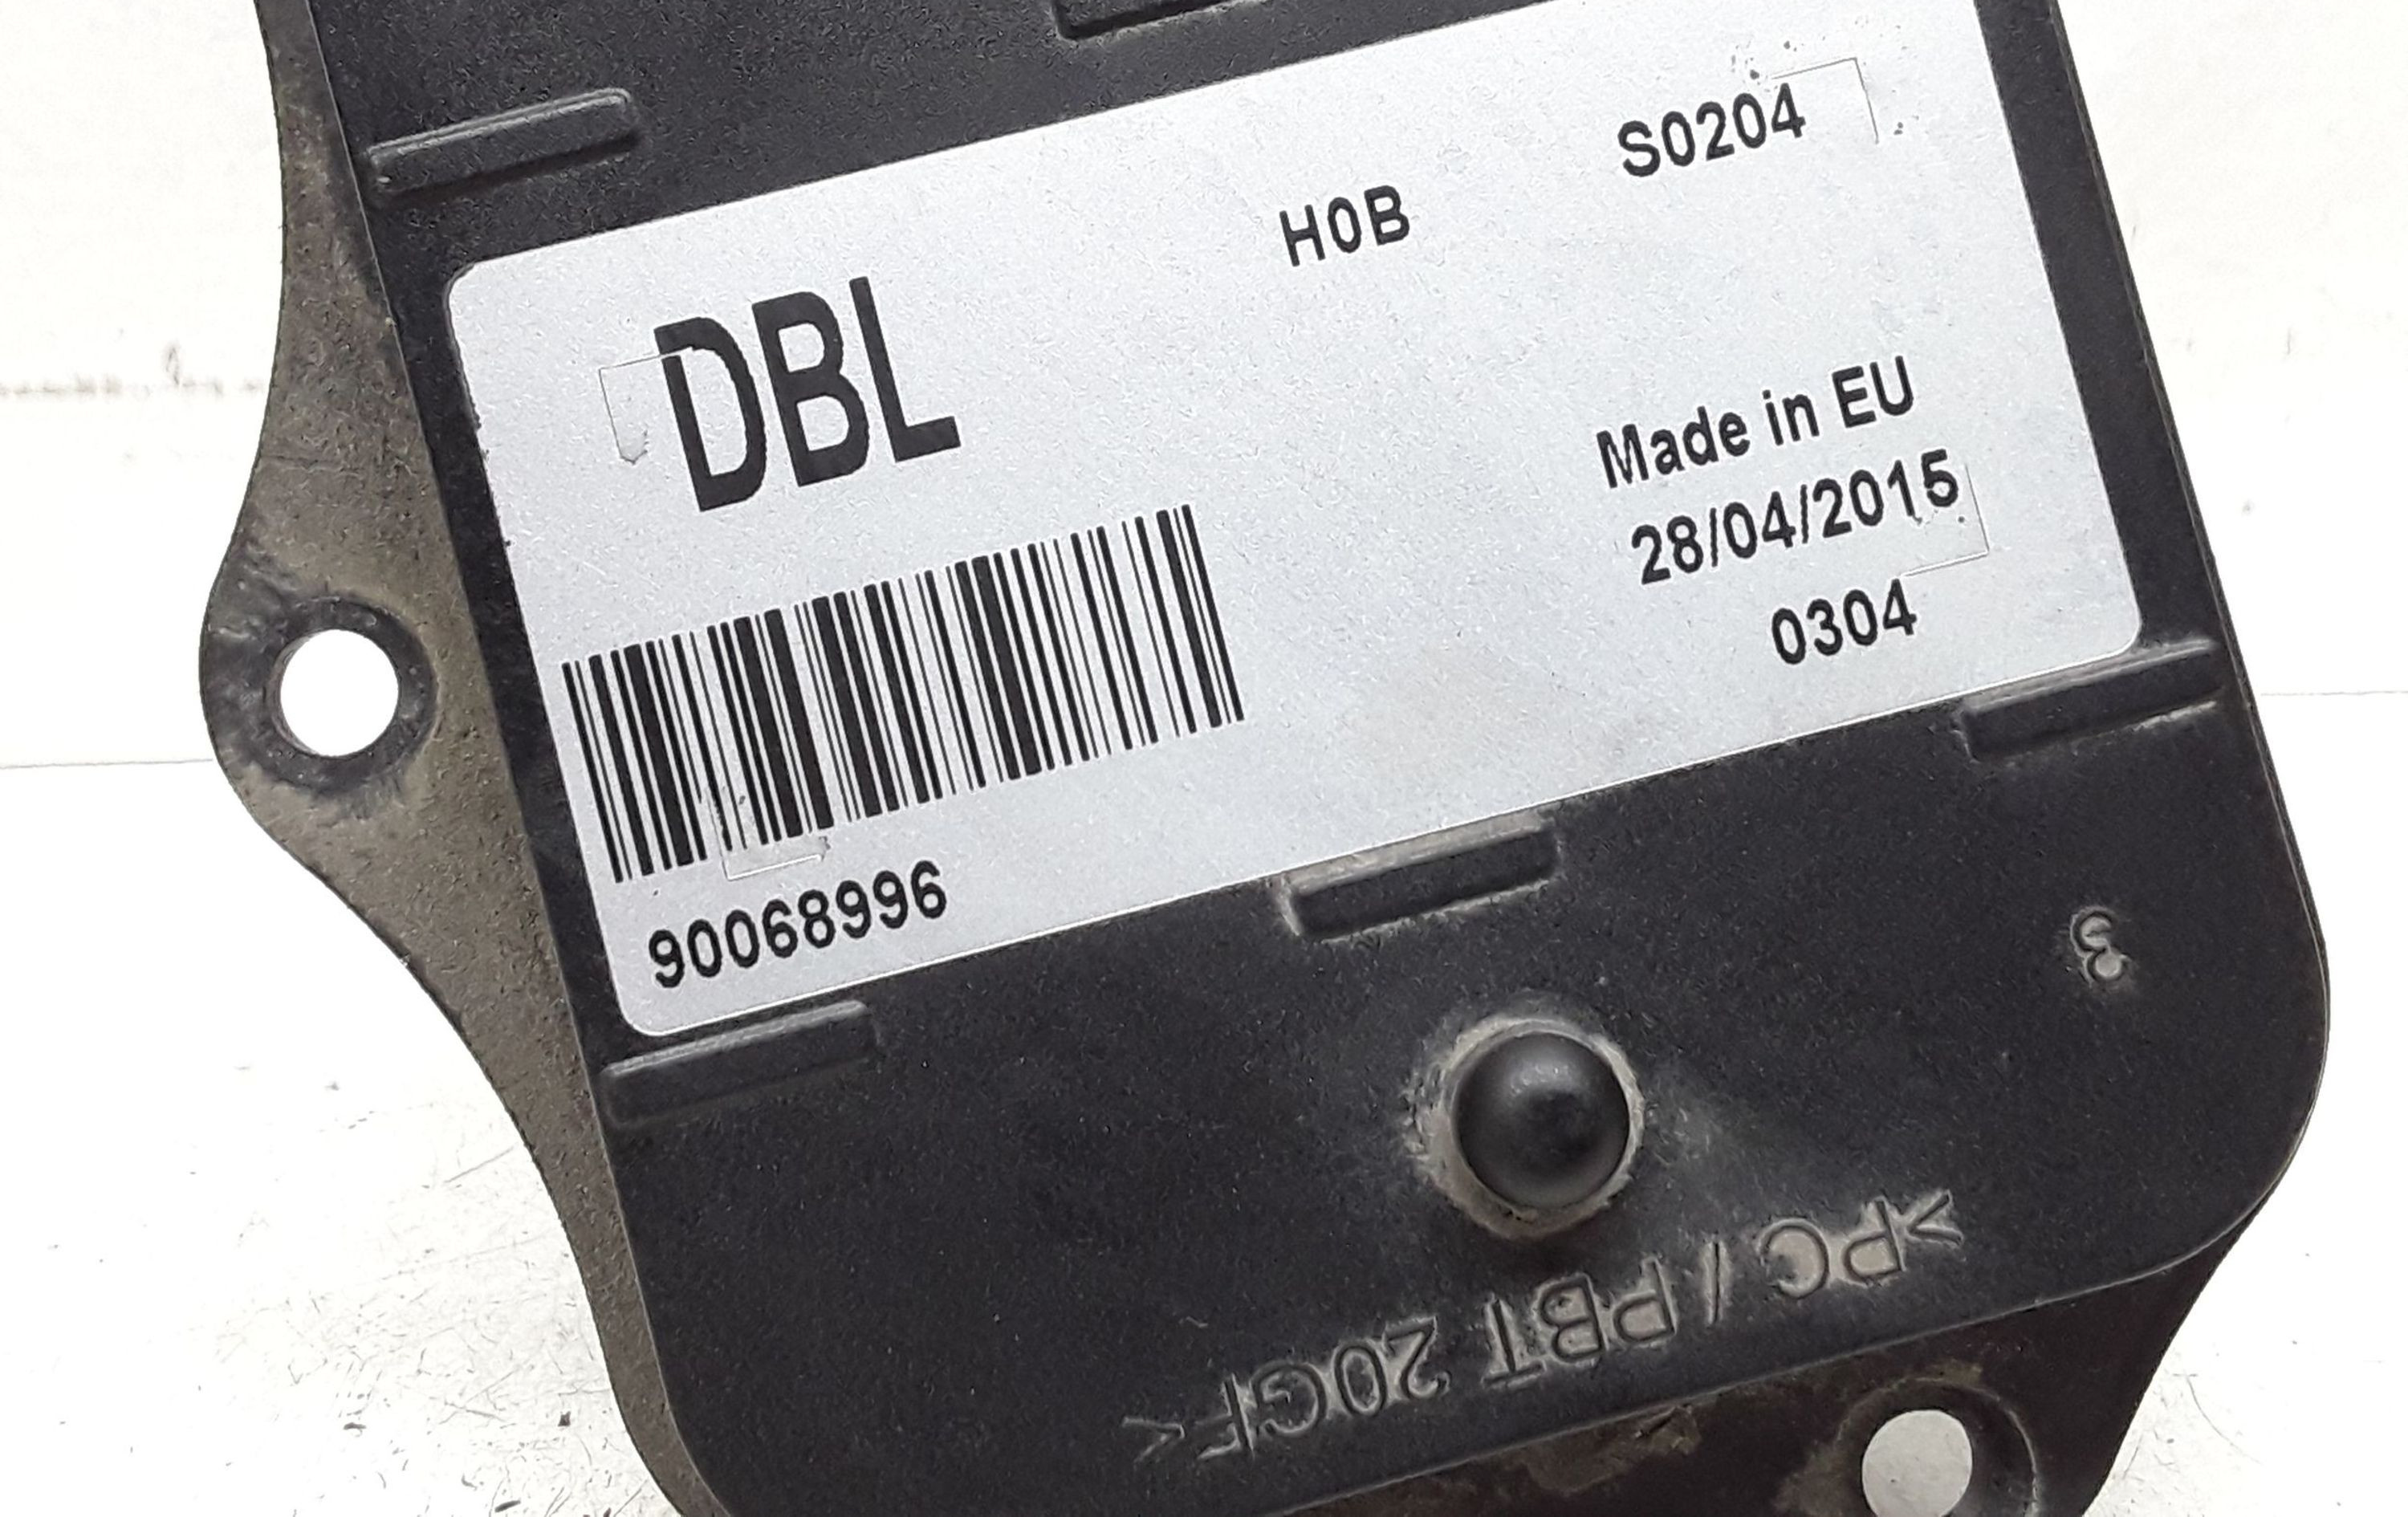 S0204
H0B
DBL
Made in EU
28/04/2015
0304
90068996
3
>PC / PBT 20GF<